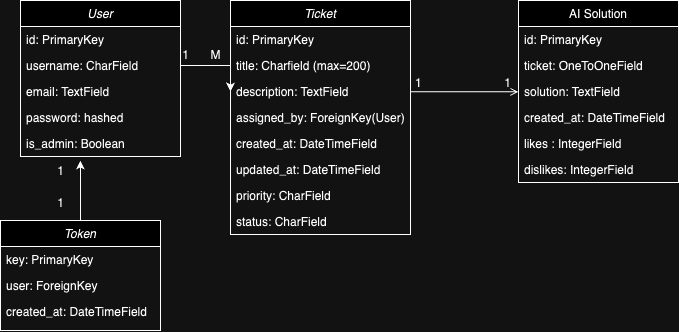 User
id: PrimaryKey
username: CharField
email: TextField
password: hashed
is_admin: Boolean
1
M
Ticket
id: PrimaryKey
title: Charfield (max=200)
description: TextField
assigned_by: ForeignKey(User)
created_at: DateTimeField
updated_at: DateTimeField
priority: CharField
status: CharField
1
1
AI Solution
id: PrimaryKey
ticket: OneToOneField
solution: TextField
created_at: DateTimeField
likes : IntegerField
dislikes: IntegerField
1
1
Token
key: PrimaryKey
user: ForeignKey
created_at: DateTimeField